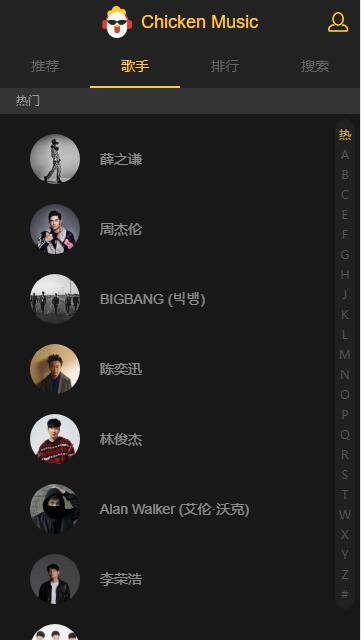 Chicken Music
推荐 歌手 排行 搜索
热门
热
薛之谦
周杰伦
BIGBANG (빅뱅)
陈奕迅
林俊杰
Alan Walker (艾伦·沃克)
李荣浩
A
B
C
E
F
G
H
J
K
L
M
N
O
P
Q
R
S
T
W
X
Y
Z
#